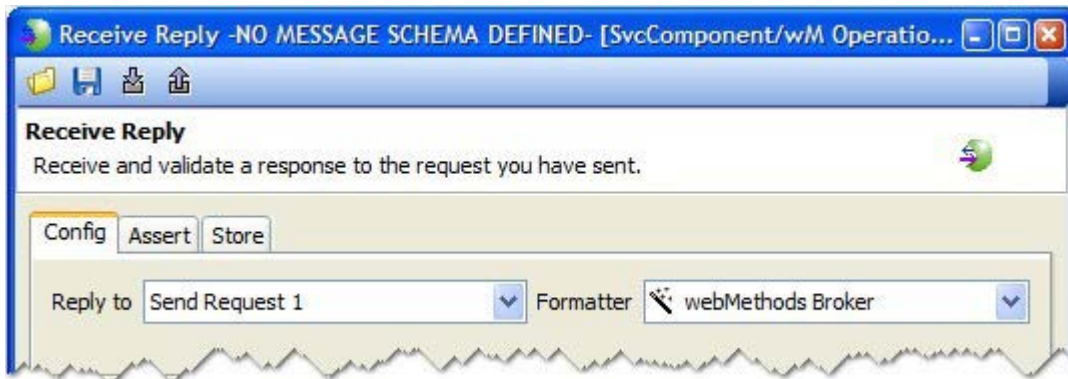 Receive Reply -NO MESSAGE SCHEMA DEFINED- [SvcComponent/wM Operatio...
Receive Reply
Receive and validate a response to the request you have sent.
Config Assert Store
Reply to Send Request 1 Formatter webMethods Broker